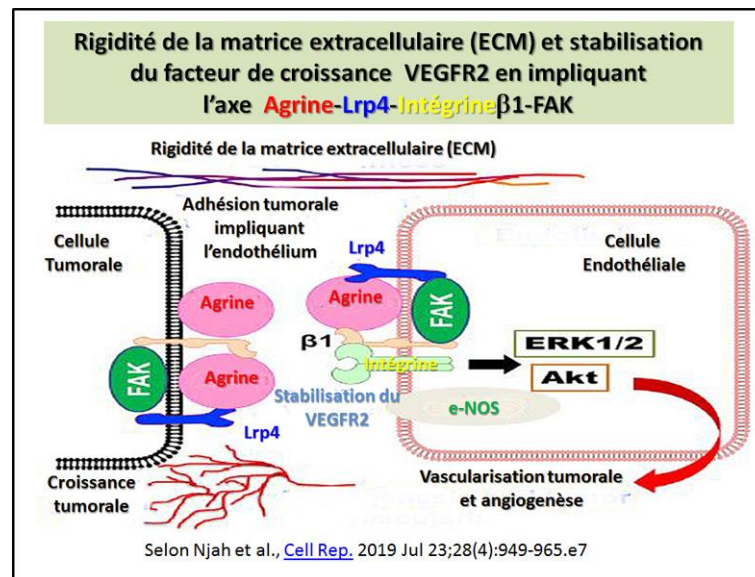 Rigidité de la matrice extracellulaire (ECM) et stabilisation
du facteur de croissance VEGFR2 en impliquant
l'axe Agrine-Lrp4-Intégrineβ1-FAK
Rigidité de la matrice extracellulaire (ECM)
Adhésion tumorale
impliquant
l'endothélium
Cellule
Tumorale
Lrp4
Cellule
Endothéliale
Agrine
Agrine
FAK
β1
ERK1/2
Intégrine
FAK
Agrine
Akt
Stabilisation du
VEGFR2
e-NOS
Lrp4
Croissance
tumorale
Vascularisation tumorale
et angiogenèse
Selon Njah et al., Cell Rep. 2019 Jul 23;28(4):949-965.e7